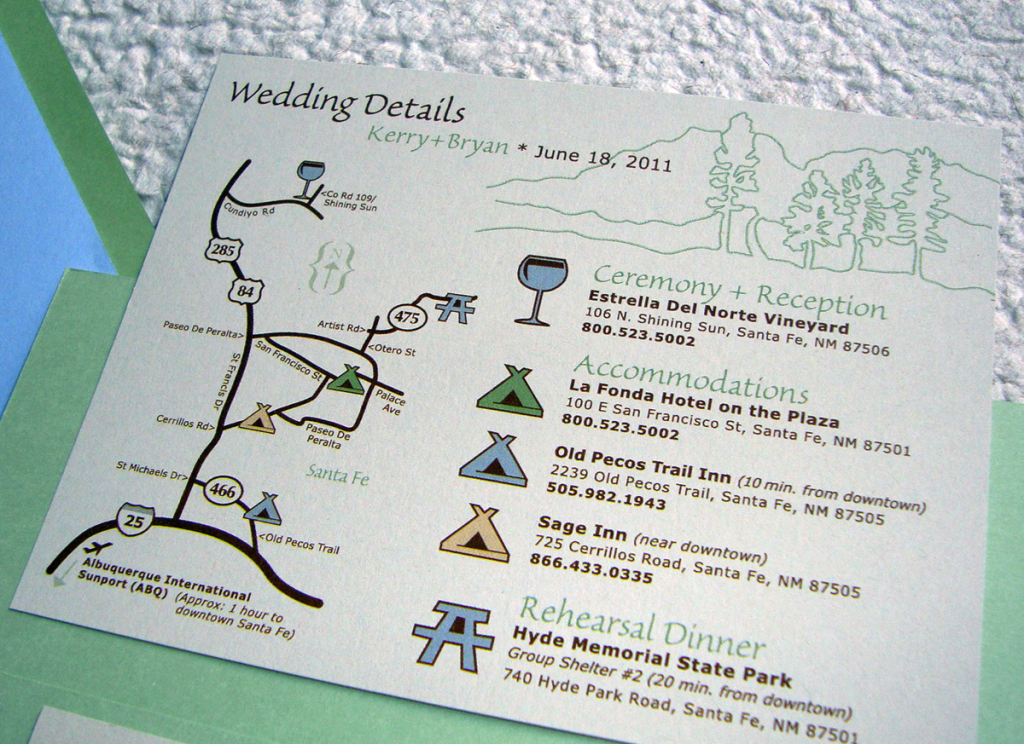 Wedding Details
Kerry+Bryan * June 18, 2011
<Co Rd 109/
Shining Sun
Cundiyo Rd
285
84
N
Paseo De Peralta>
Artist Rd>
475
<Otero St
San Francisco St
St Francis Dr
Palace
Ave
Cerrillos Rd>
Paseo De
Peralta
Santa Fe
St Michaels Dr>
466
25
<Old Pecos Trail
Albuquerque International
Sunport (ABQ) (Approx: 1 hour to
downtown Santa Fe)
Ceremony + Reception
Estrella Del Norte Vineyard
106 N. Shining Sun, Santa Fe, NM 87506
800.523.5002
Accommodations
La Fonda Hotel on the Plaza
100 E San Francisco St, Santa Fe, NM 87501
800.523.5002
Old Pecos Trail Inn (10 min. from downtown)
2239 Old Pecos Trail, Santa Fe, NM 87505
505.982.1943
Sage Inn (near downtown)
725 Cerrillos Road, Santa Fe, NM 87505
866.433.0335
Rehearsal Dinner
Hyde Memorial State Park
Group Shelter #2 (20 min. from downtown)
740 Hyde Park Road, Santa Fe, NM 87501